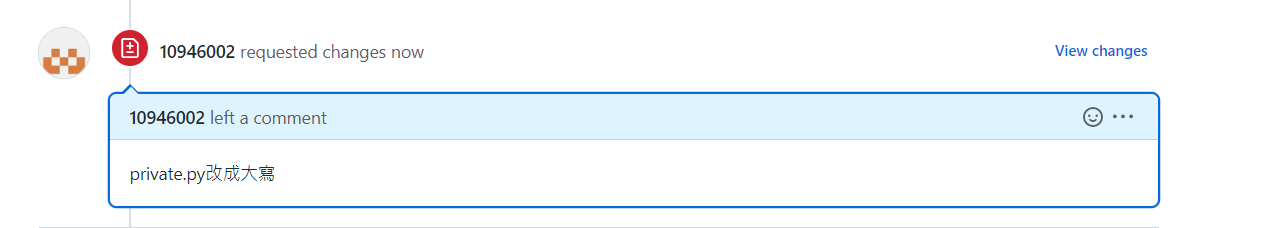 10946002 requested changes now
View changes
10946002 left a comment
private.py改成大寫